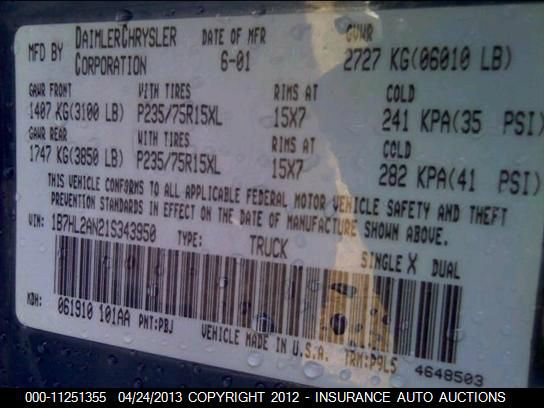 MFD BY DAIMLERCHRYSLER CORPORATION DATE OF MFR 6-01 GVWR 2727 KG(06010 LB)
GAWR FRONT WITH TIRES RIMS AT COLD
1407 KG(3100 LB) P235/75R15XL 15X7 241 KPA(35 PSI)
GAWR REAR WITH TIRES RIMS AT COLD
1747 KG(3850 LB) P235/75R15XL 15X7 282 KPA(41 PSI)
THIS VEHICLE CONFORMS TO ALL APPLICABLE FEDERAL MOTOR VEHICLE SAFETY AND THEFT
PREVENTION STANDARDS IN EFFECT ON THE DATE OF MANUFACTURE SHOWN ABOVE.
VIN: 1B7HL2AN21S343950 TYPE: TRUCK SINGLE X DUAL
MDH: 061910 101AA PNT:PBJ VEHICLE MADE IN U.S.A. TRM:P9L5 4648503
000-11251355 04/24/2013 COPYRIGHT 2012 - INSURANCE AUTO AUCTIONS